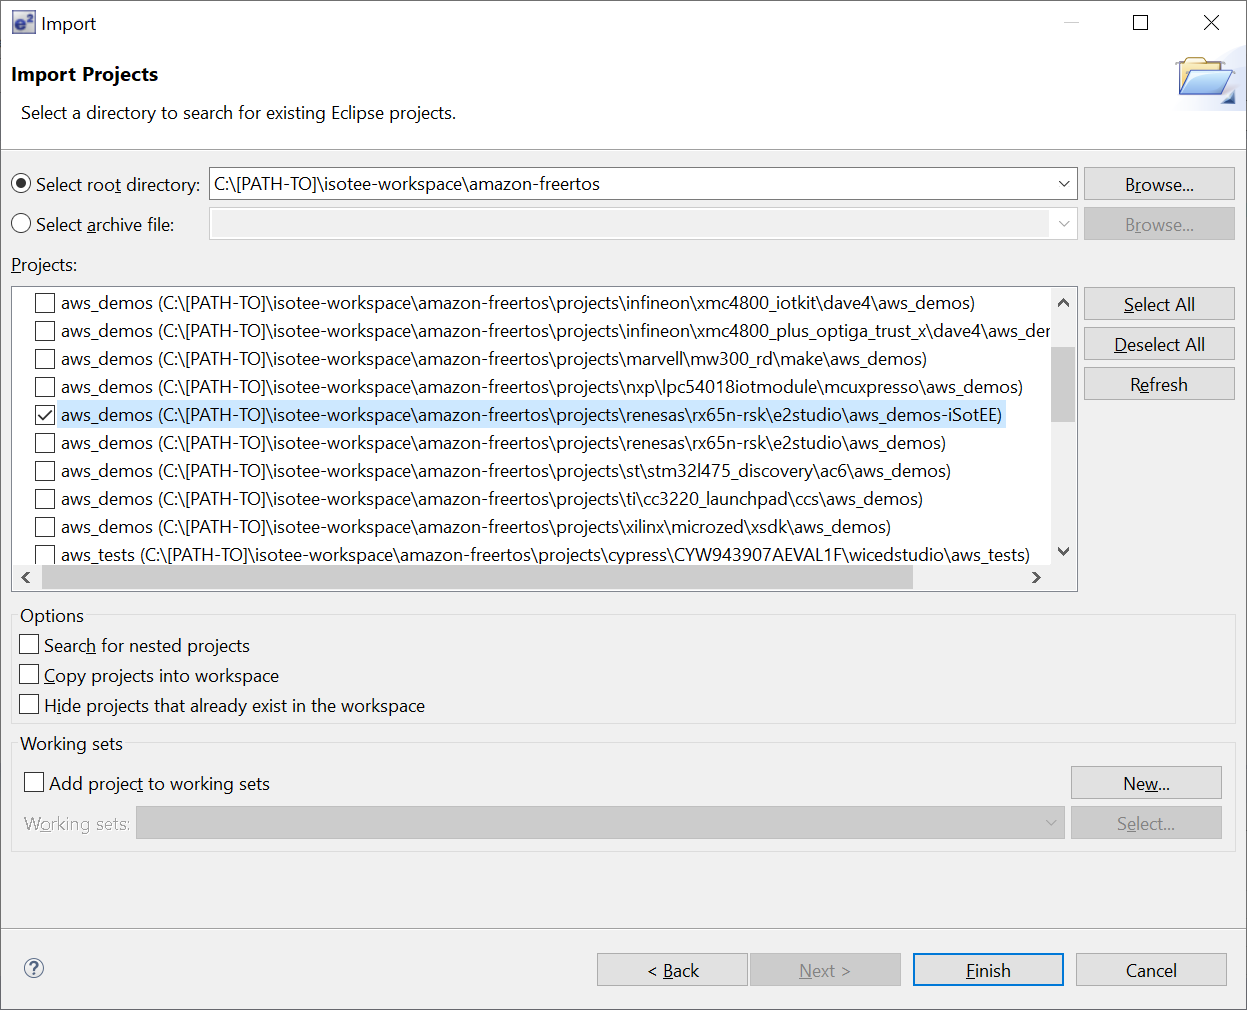 e² Import
Import Projects
Select a directory to search for existing Eclipse projects.
Select root directory: C:\[PATH-TO]\isotee-workspace\amazon-freertos Browse...
Select archive file: Browse...
Projects:
aws_demos (C:\[PATH-TO]\isotee-workspace\amazon-freertos\projects\infineon\xmc4800_iotkit\dave4\aws_demos) Select All
aws_demos (C:\[PATH-TO]\isotee-workspace\amazon-freertos\projects\infineon\xmc4800_plus_optiga_trust_x\dave4\aws_der
aws_demos (C:\[PATH-TO]\isotee-workspace\amazon-freertos\projects\marvell\mw300_rd\make\aws_demos) Deselect All
aws_demos (C:\[PATH-TO]\isotee-workspace\amazon-freertos\projects\nxp\lpc54018iotmodule\mcuxpresso\aws_demos) Refresh
aws_demos (C:\[PATH-TO]\isotee-workspace\amazon-freertos\projects\renesas\rx65n-rsk\e2studio\aws_demos-iSotEE)
aws_demos (C:\[PATH-TO]\isotee-workspace\amazon-freertos\projects\renesas\rx65n-rsk\e2studio\aws_demos)
aws_demos (C:\[PATH-TO]\isotee-workspace\amazon-freertos\projects\st\stm32l475_discovery\ac6\aws_demos)
aws_demos (C:\[PATH-TO]\isotee-workspace\amazon-freertos\projects\ti\cc3220_launchpad\ccs\aws_demos)
aws_demos (C:\[PATH-TO]\isotee-workspace\amazon-freertos\projects\xilinx\microzed\xsdk\aws_demos)
aws_tests (C:\[PATH-TO]\isotee-workspace\amazon-freertos\projects\cypress\CYW943907AEVAL1F\wicedstudio\aws_tests)
Options
Search for nested projects
Copy projects into workspace
Hide projects that already exist in the workspace
Working sets
Add project to working sets New...
Working sets: Select...
? < Back Next > Finish Cancel